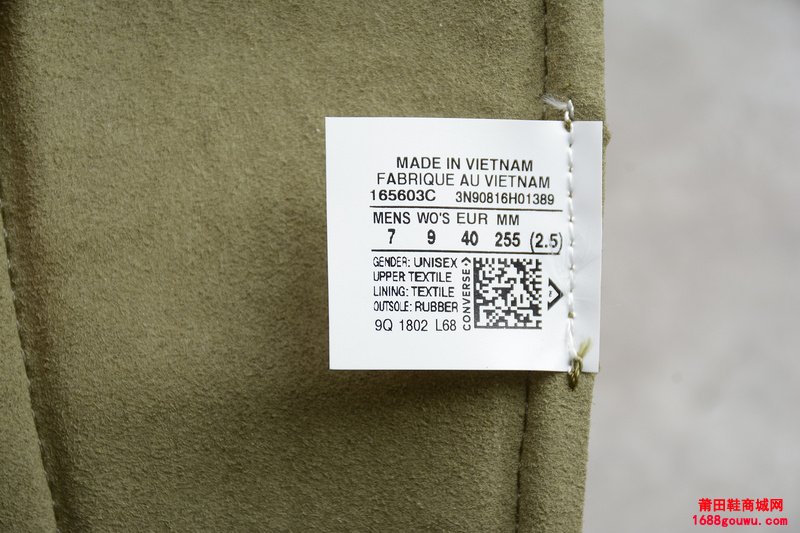 MADE IN VIETNAM
FABRIQUE AU VIETNAM
165603C 3N90816H01389
MENS WO'S EUR MM
7 9 40 255 (2.5)
GENDER: UNISEX
UPPER TEXTILE
LINING: TEXTILE
OUTSOLE: RUBBER
9Q 1802 L68
CONVERSE
莆田鞋商城网
1688gouwu.com